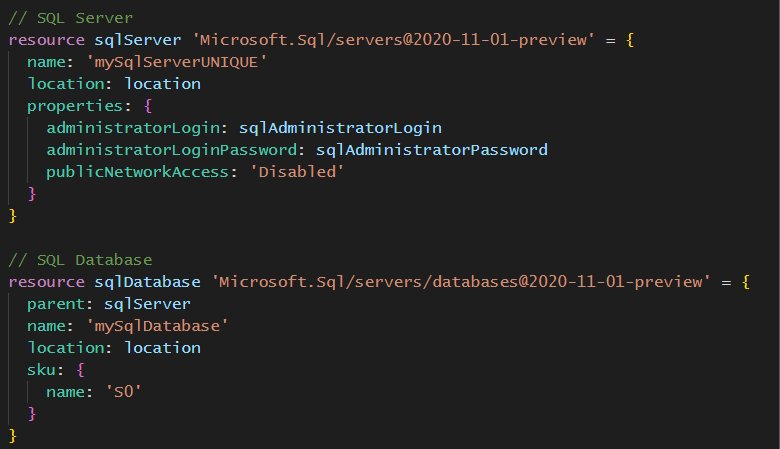 // SQL Server
resource sqlServer 'Microsoft.Sql/servers@2020-11-01-preview' = {
  name: 'mySqlServerUNIQUE'
  location: location
  properties: {
    administratorLogin: sqlAdministratorLogin
    administratorLoginPassword: sqlAdministratorPassword
    publicNetworkAccess: 'Disabled'
  }
}

// SQL Database
resource sqlDatabase 'Microsoft.Sql/servers/databases@2020-11-01-preview' = {
  parent: sqlServer
  name: 'mySqlDatabase'
  location: location
  sku: {
    name: 'S0'
  }
}